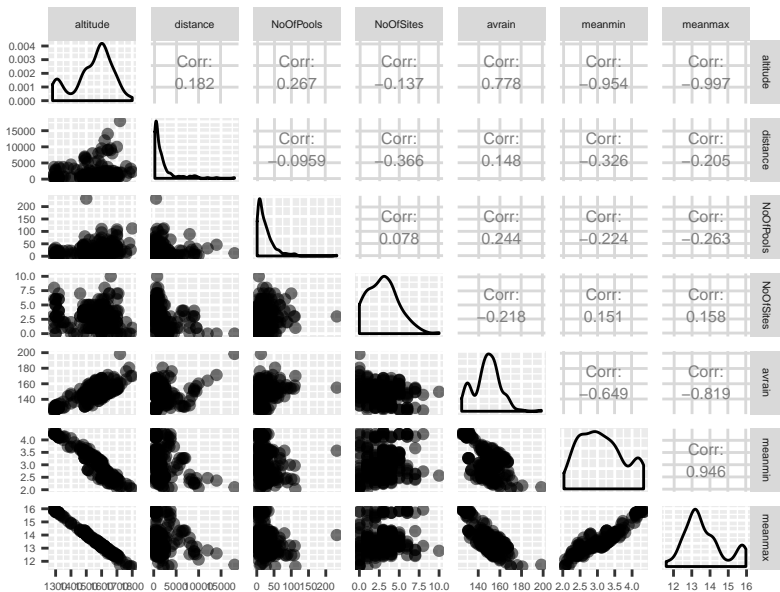 altitude distance NoOfPools NoOfSites avrain meanmin meanmax
0.004
0.003
0.002
0.001
0.000
Corr:
0.182
Corr:
0.267
Corr:
−0.137
Corr:
0.778
Corr:
−0.954
Corr:
−0.997
altitude
15000
10000
5000
0
Corr:
−0.0959
Corr:
−0.366
Corr:
0.148
Corr:
−0.326
Corr:
−0.205
distance
200
150
100
50
0
Corr:
0.078
Corr:
0.244
Corr:
−0.224
Corr:
−0.263
NoOfPools
10.0
7.5
5.0
2.5
0.0
Corr:
−0.218
Corr:
0.151
Corr:
0.158
NoOfSites
200
180
160
140
Corr:
−0.649
Corr:
−0.819
avrain
4.0
3.5
3.0
2.5
2.0
Corr:
0.946
meanmin
16
15
14
13
12
meanmax
1300 1400 1500 1600 1700 1800 0 5000 10000 15000 0 50 100 150 200 0.0 2.5 5.0 7.5 10.0 140 160 180 200 2.0 2.5 3.0 3.5 4.0 12 13 14 15 16